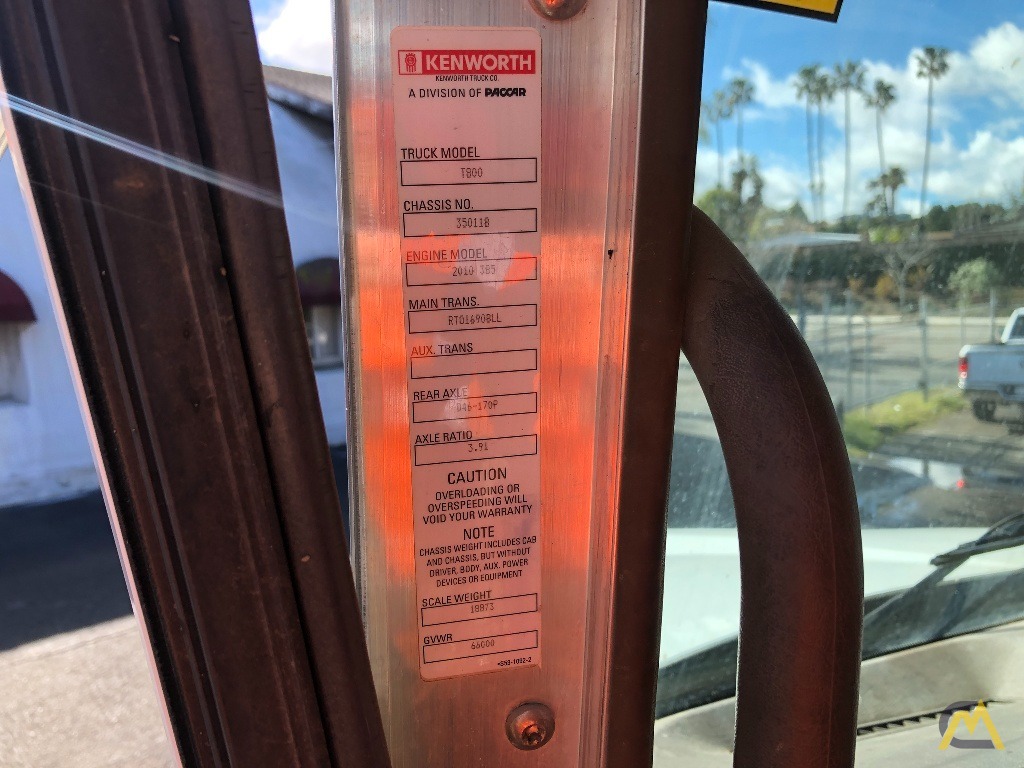 KENWORTH
KENWORTH TRUCK CO.
A DIVISION OF PACCAR
TRUCK MODEL
T800
CHASSIS NO.
350118
ENGINE MODEL
2010 385
MAIN TRANS.
RTO16908LL
AUX. TRANS
REAR AXLE
D46-170P
AXLE RATIO
3.91
CAUTION
OVERLOADING OR
OVERSPEEDING WILL
VOID YOUR WARRANTY
NOTE
CHASSIS WEIGHT INCLUDES CAB
AND CHASSIS, BUT WITHOUT
DRIVER, BODY, AUX. POWER
DEVICES OR EQUIPMENT
SCALE WEIGHT
18873
GVWR
66000